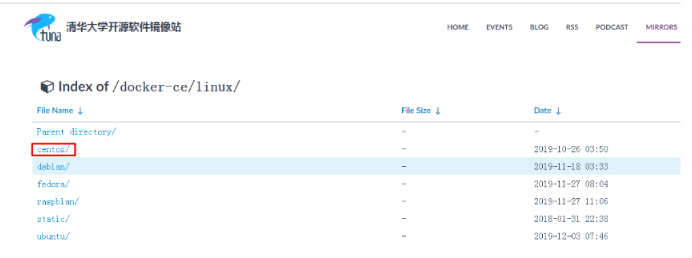 tuna 清华大学开源软件镜像站 HOME EVENTS BLOG RSS PODCAST MIRRORS
Index of /docker-ce/linux/
File Name ↓ File Size ↓ Date ↓
Parent directory/ - -
centos/ - 2019-10-26 03:50
debian/ - 2019-11-18 03:33
fedora/ - 2019-11-27 08:04
raspbian/ - 2019-11-27 11:06
static/ - 2018-01-31 22:38
ubuntu/ - 2019-12-03 07:46